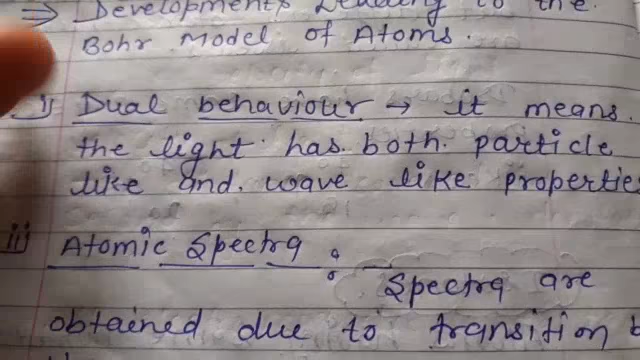 ⇒ Developments Leading to the
Bohr Model of Atoms.
i) Dual behaviour → it means
the light has both particle
like and wave like propertie
ii) Atomic Spectra :
Spectra are
obtained due to transition b